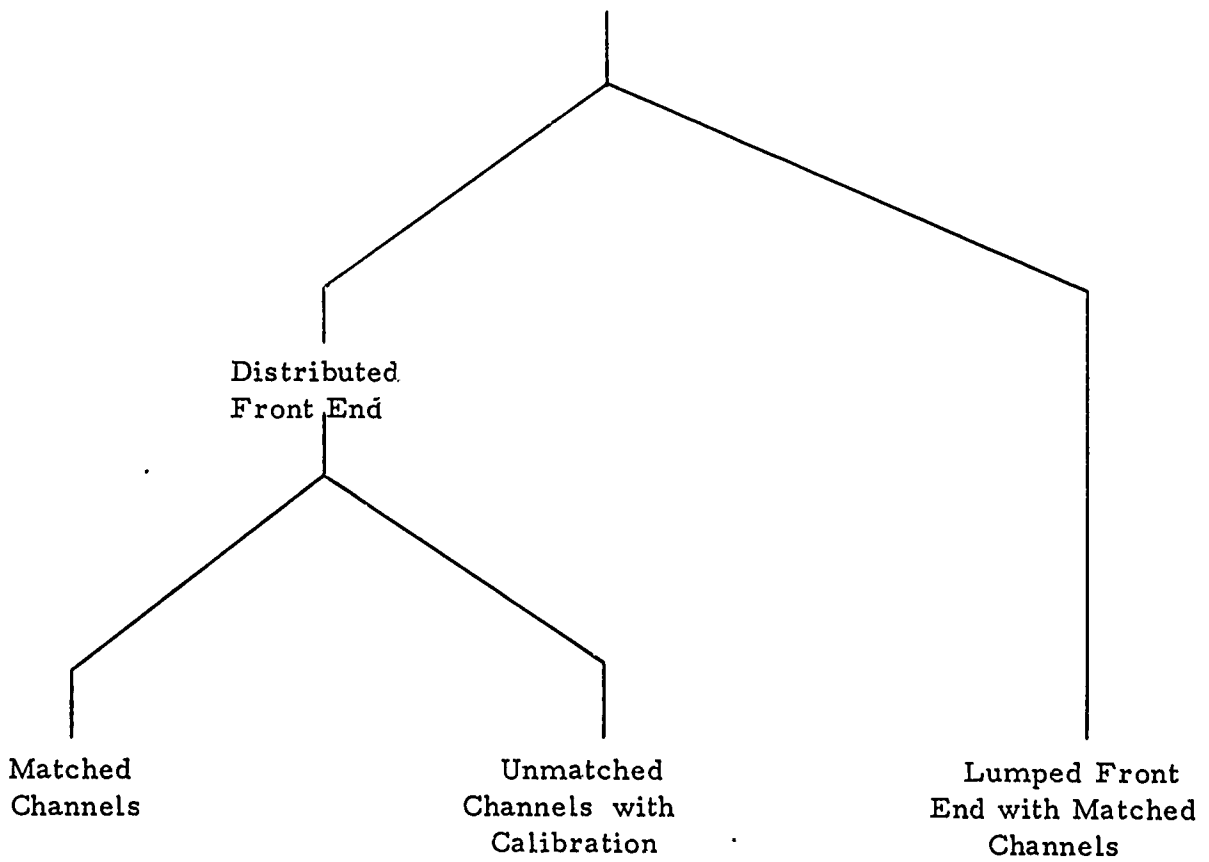 Distributed
Front End
Matched
Channels
Unmatched
Channels with
Calibration
Lumped Front
End with Matched
Channels